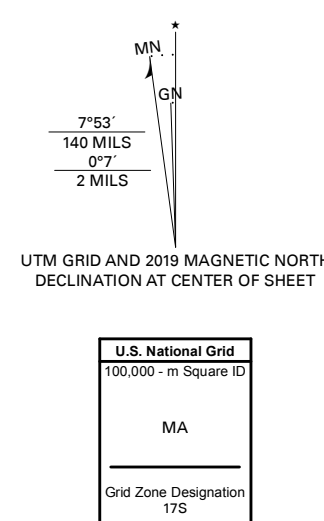 ★
MN
GN
7°53´
140 MILS
0°7´
2 MILS
UTM GRID AND 2019 MAGNETIC NORTH
DECLINATION AT CENTER OF SHEET
U.S. National Grid
100,000 - m Square ID
MA
Grid Zone Designation
17S